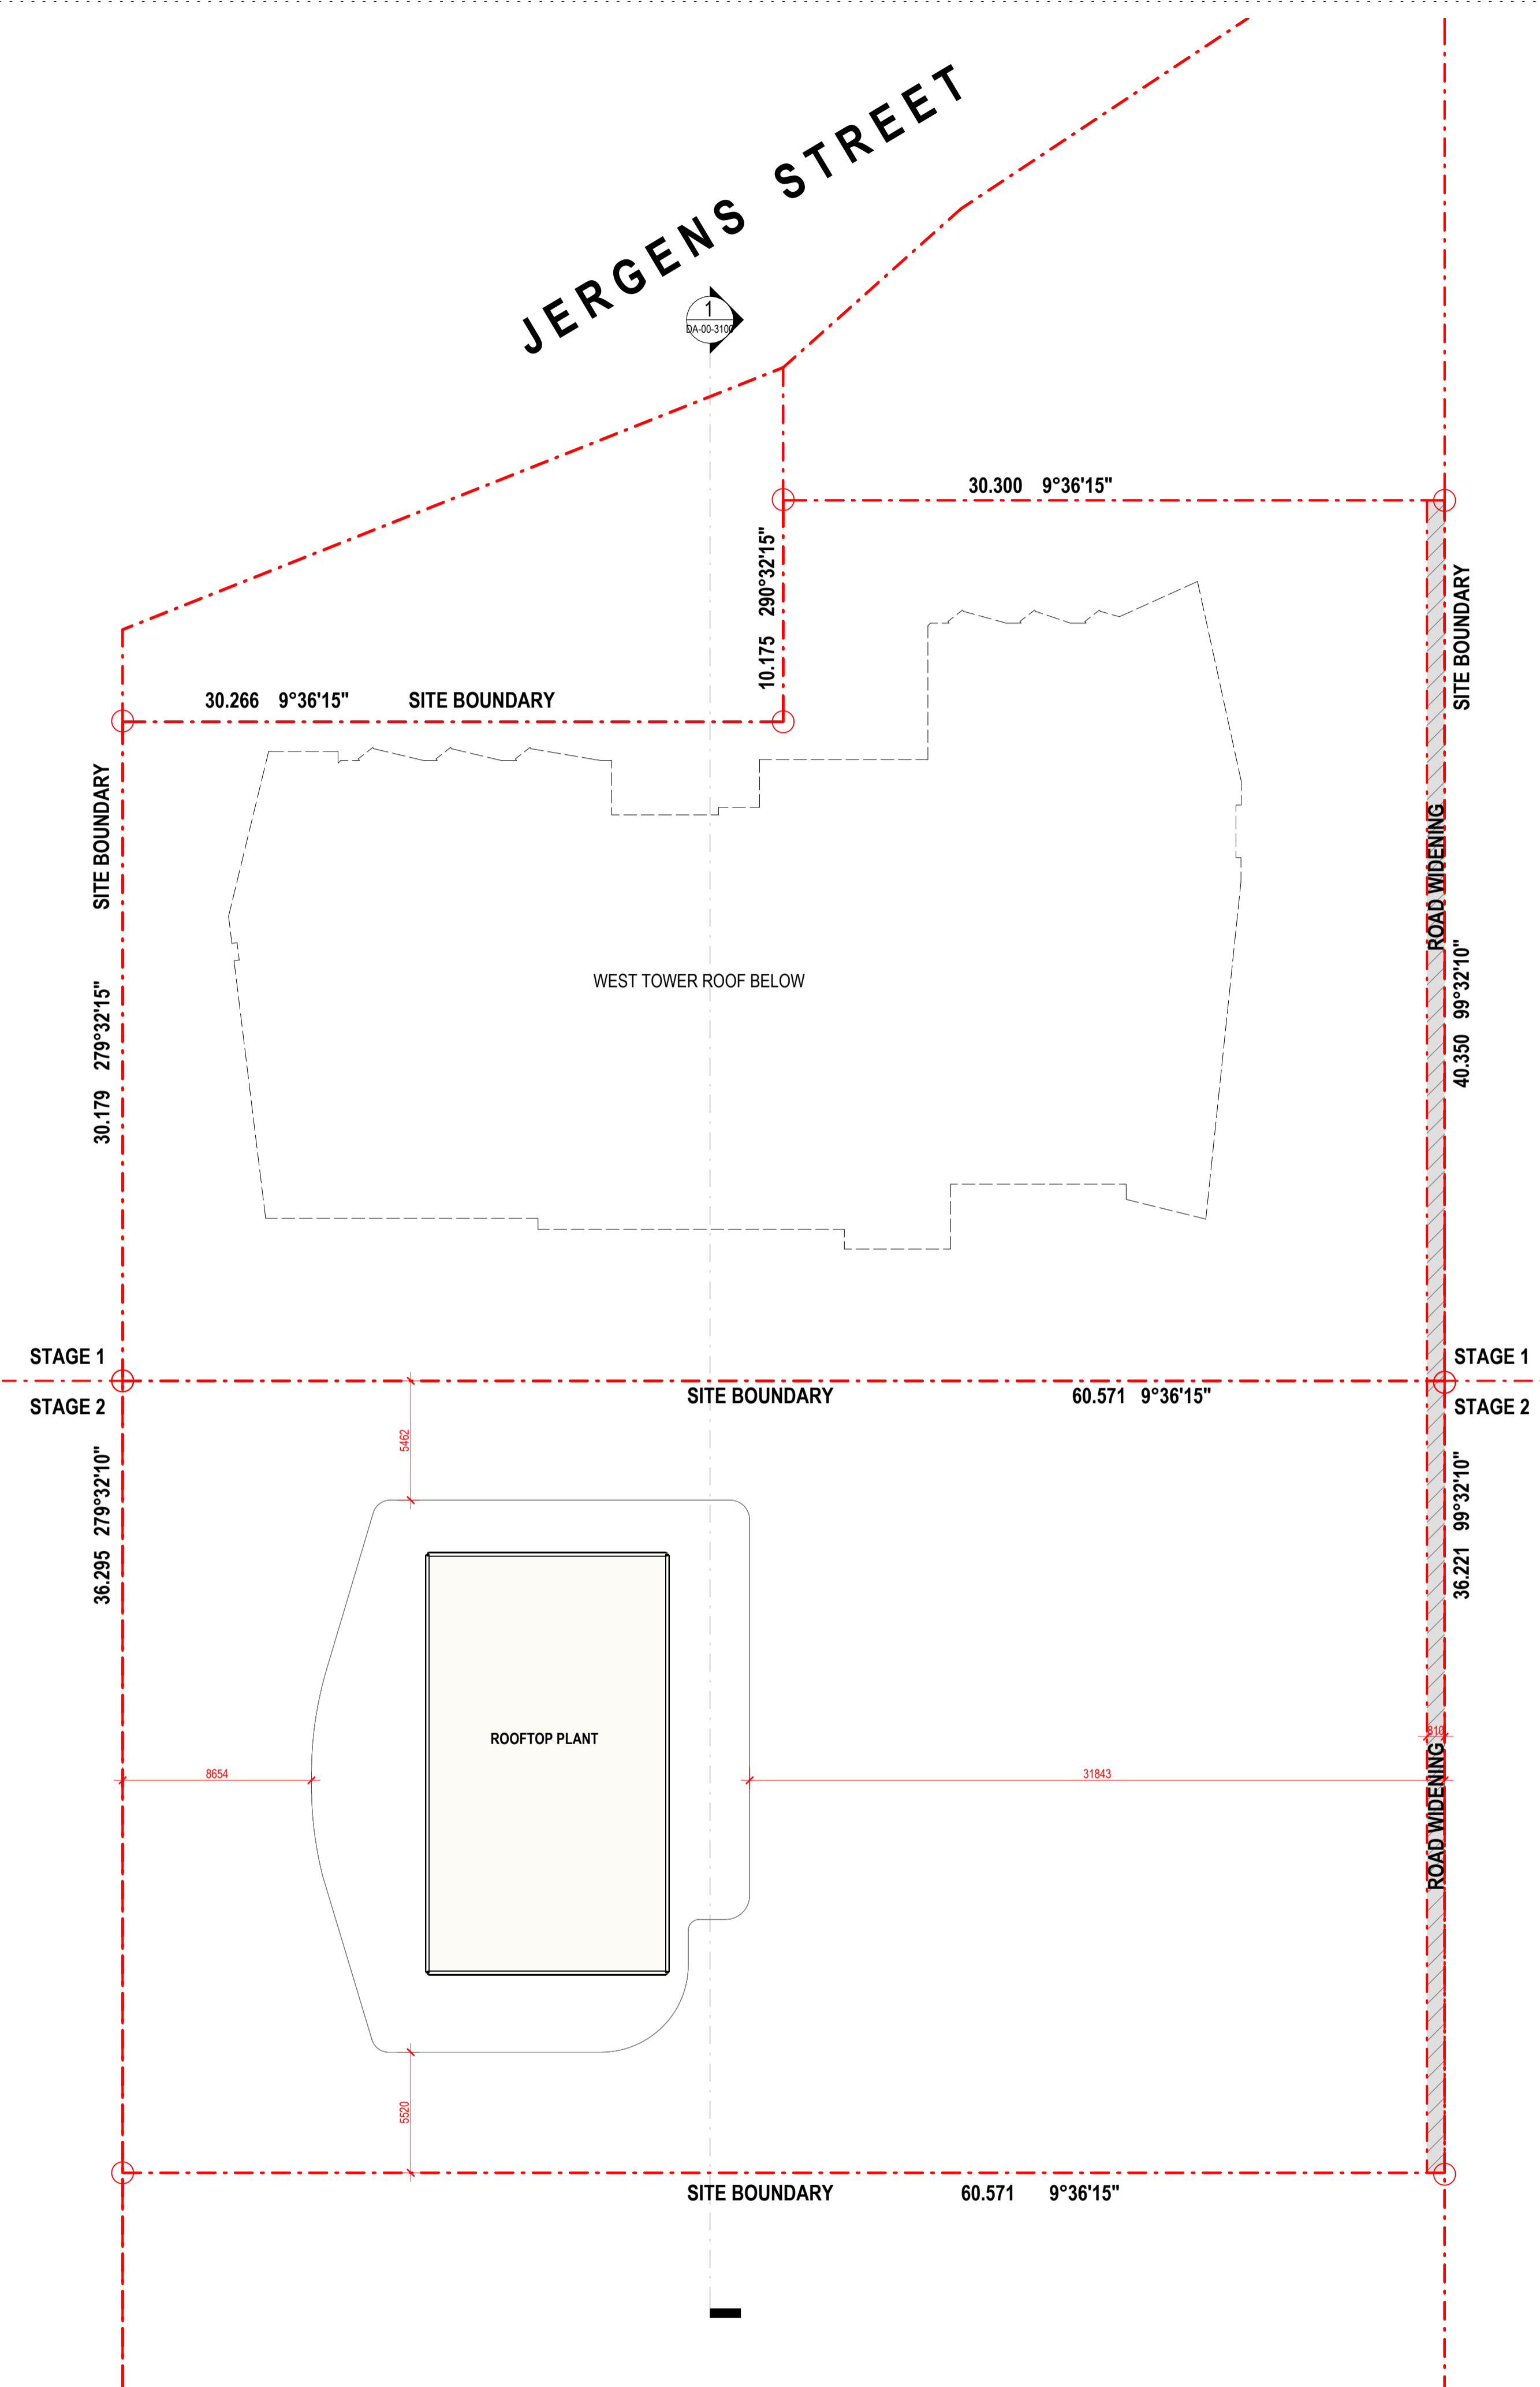 JERGENS STREET
1
DA-00-3100
30.300 9°36'15"
10.175 290°32'15"
SITE BOUNDARY
30.266 9°36'15" SITE BOUNDARY
SITE BOUNDARY
ROAD WIDENING
WEST TOWER ROOF BELOW
30.179 279°32'15"
40.350 99°32'10"
STAGE 1
STAGE 1
SITE BOUNDARY 60.571 9°36'15"
STAGE 2
STAGE 2
5462
36.295 279°32'10"
36.221 99°32'10"
ROOFTOP PLANT
810
8654
31843
ROAD WIDENING
5520
SITE BOUNDARY 60.571 9°36'15"